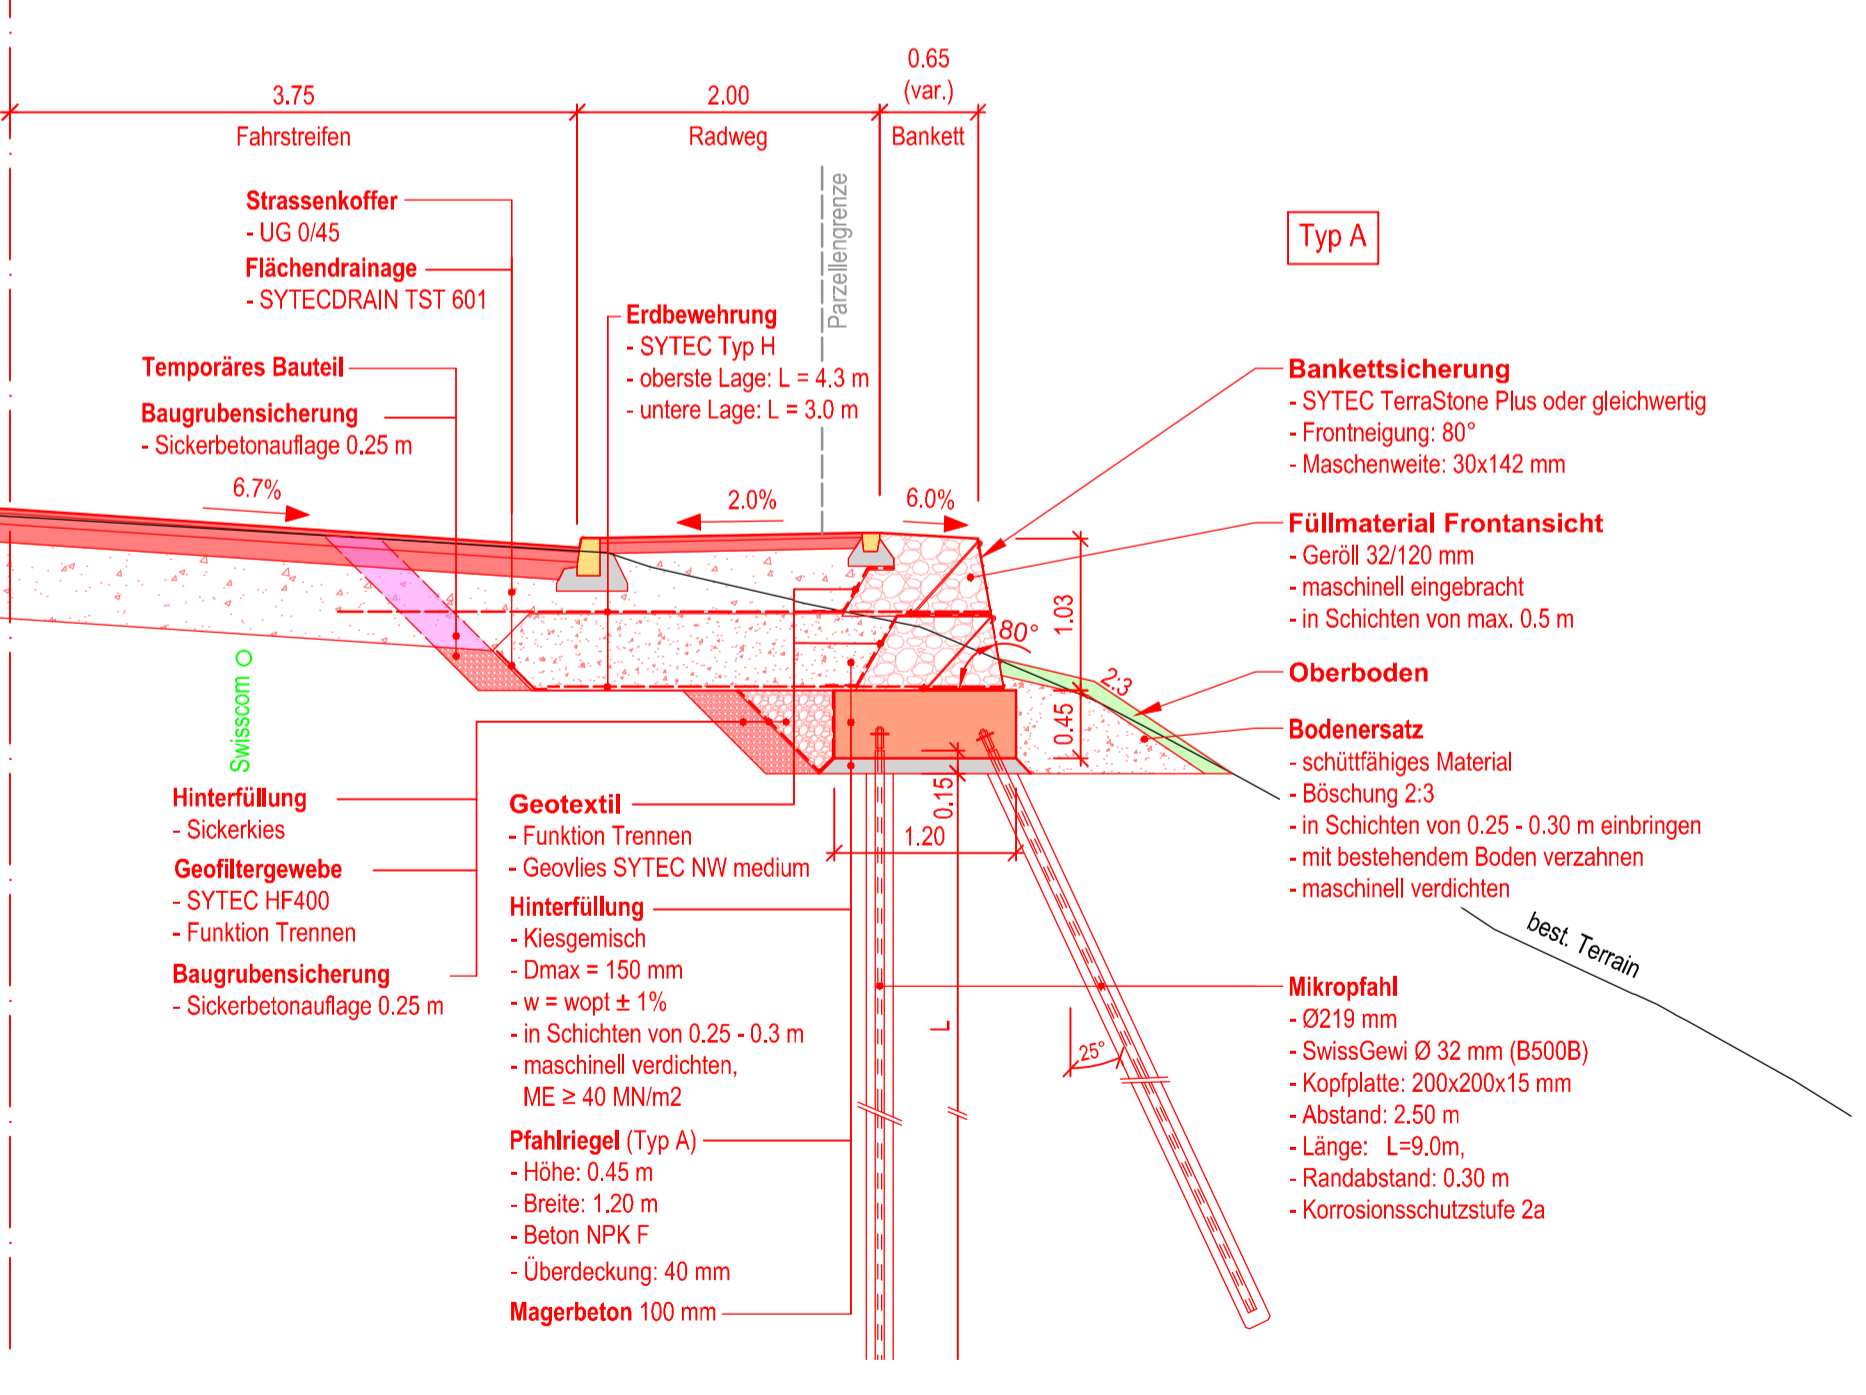 0.65
(var.)
3.75
2.00
Fahrstreifen
Radweg
Bankett
Strassenkoffer
- UG 0/45
Flächendrainage
- SYTECDRAIN TST 601
Parzellengrenze
Typ A
Erdbewehrung
- SYTEC Typ H
- oberste Lage: L = 4.3 m
- untere Lage: L = 3.0 m
Temporäres Bauteil
Baugrubensicherung
- Sickerbetonauflage 0.25 m
Bankettsicherung
- SYTEC TerraStone Plus oder gleichwertig
- Frontneigung: 80°
- Maschenweite: 30x142 mm
6.7%
2.0%
6.0%
Füllmaterial Frontansicht
- Geröll 32/120 mm
- maschinell eingebracht
- in Schichten von max. 0.5 m
1.03
80°
Oberboden
2:3
0.45
Swisscom
Bodenersatz
- schüttfähiges Material
- Böschung 2:3
- in Schichten von 0.25 - 0.30 m einbringen
- mit bestehendem Boden verzahnen
- maschinell verdichten
0.15
1.20
Hinterfüllung
- Sickerkies
Geofiltergewebe
- SYTEC HF400
- Funktion Trennen
Baugrubensicherung
- Sickerbetonauflage 0.25 m
Geotextil
- Funktion Trennen
- Geovlies SYTEC NW medium
Hinterfüllung
- Kiesgemisch
- Dmax = 150 mm
- w = wopt ± 1%
- in Schichten von 0.25 - 0.3 m
- maschinell verdichten,
ME ≥ 40 MN/m2
Pfahlriegel (Typ A)
- Höhe: 0.45 m
- Breite: 1.20 m
- Beton NPK F
- Überdeckung: 40 mm
Magerbeton 100 mm
L
25°
best. Terrain
Mikropfahl
- Ø219 mm
- SwissGewi Ø 32 mm (B500B)
- Kopfplatte: 200x200x15 mm
- Abstand: 2.50 m
- Länge: L=9.0m,
- Randabstand: 0.30 m
- Korrosionsschutzstufe 2a